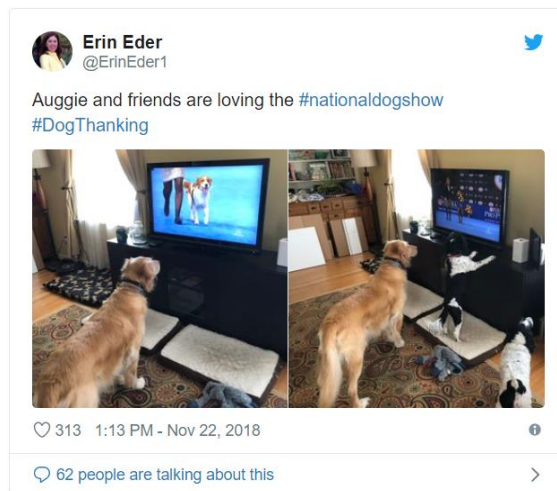 Erin Eder
@ErinEder1
Auggie and friends are loving the #nationaldogshow
#DogThanking
313 1:13 PM - Nov 22, 2018
62 people are talking about this